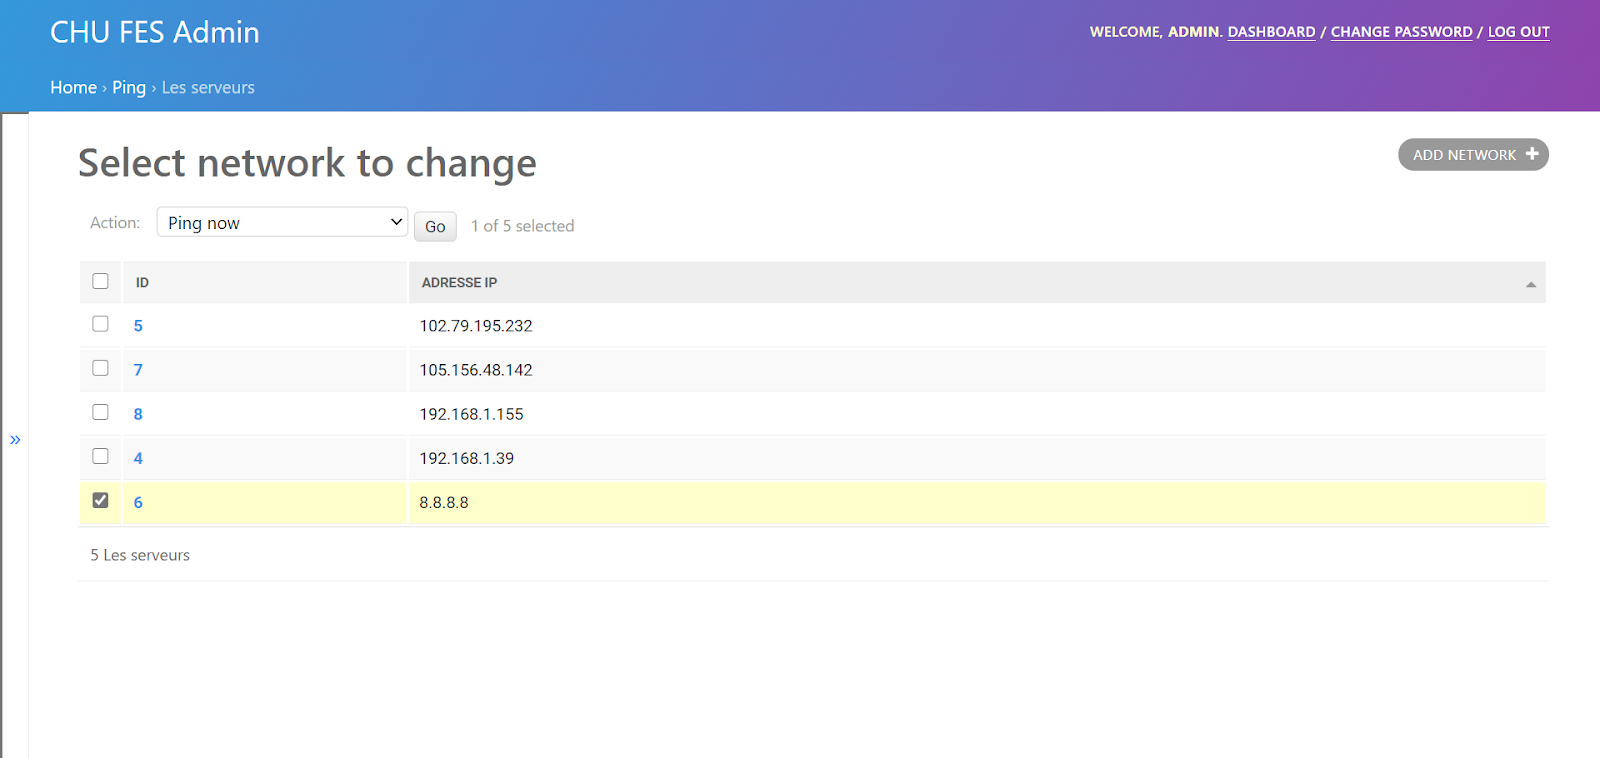 CHU FES Admin
WELCOME, ADMIN. DASHBOARD / CHANGE PASSWORD / LOG OUT
Home › Ping › Les serveurs
Select network to change
ADD NETWORK +
Action: Ping now Go 1 of 5 selected
ID ADRESSE IP
5 102.79.195.232
7 105.156.48.142
8 192.168.1.155
4 192.168.1.39
6 8.8.8.8
5 Les serveurs
»